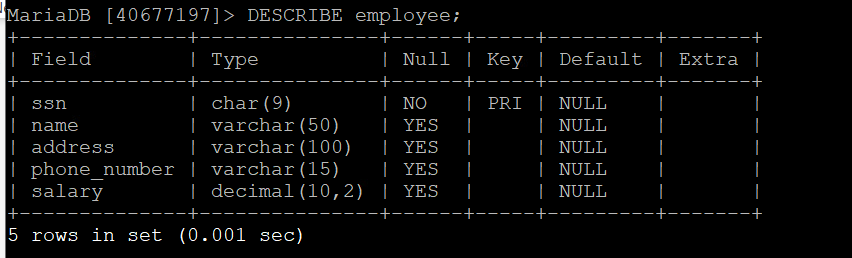 MariaDB [40677197]> DESCRIBE employee;
+--------------+---------------+------+-----+---------+-------+
| Field        | Type          | Null | Key | Default | Extra |
+--------------+---------------+------+-----+---------+-------+
| ssn          | char(9)       | NO   | PRI | NULL    |       |
| name         | varchar(50)   | YES  |     | NULL    |       |
| address      | varchar(100)  | YES  |     | NULL    |       |
| phone_number | varchar(15)   | YES  |     | NULL    |       |
| salary       | decimal(10,2) | YES  |     | NULL    |       |
+--------------+---------------+------+-----+---------+-------+
5 rows in set (0.001 sec)